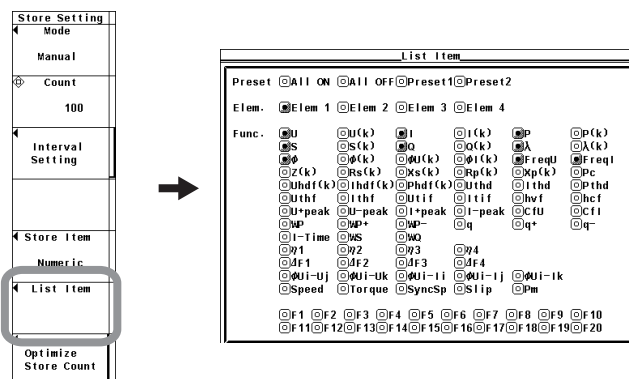 Store Setting
Mode
Manual
Count
100
Interval
Setting
Store Item
Numeric
List Item
Optimize
Store Count
List Item
Preset All ON All OFF Preset1 Preset2
Elem. Elem 1 Elem 2 Elem 3 Elem 4
Func. U U(k) I I(k) P P(k)
S S(k) Q Q(k) λ λ(k)
ϕ ϕ(k) ϕU(k) ϕI(k) FreqU FreqI
Z(k) Rs(k) Xs(k) Rp(k) Xp(k) Pc
Uhdf(k) Ihdf(k) Phdf(k) Uthd Ithd Pthd
Uthf Ithf Utif Itif hvf hcf
U+peak U-peak I+peak I-peak CfU CfI
WP WP+ WP- q q+ q-
I-Time WS WQ
η1 η2 η3 η4
ΔF1 ΔF2 ΔF3 ΔF4
ϕUi-Uj ϕUi-Uk ϕUi-Ii ϕUi-Ij ϕUi-Ik
Speed Torque SyncSp Slip Pm
F1 F2 F3 F4 F5 F6 F7 F8 F9 F10
F11 F12 F13 F14 F15 F16 F17 F18 F19 F20